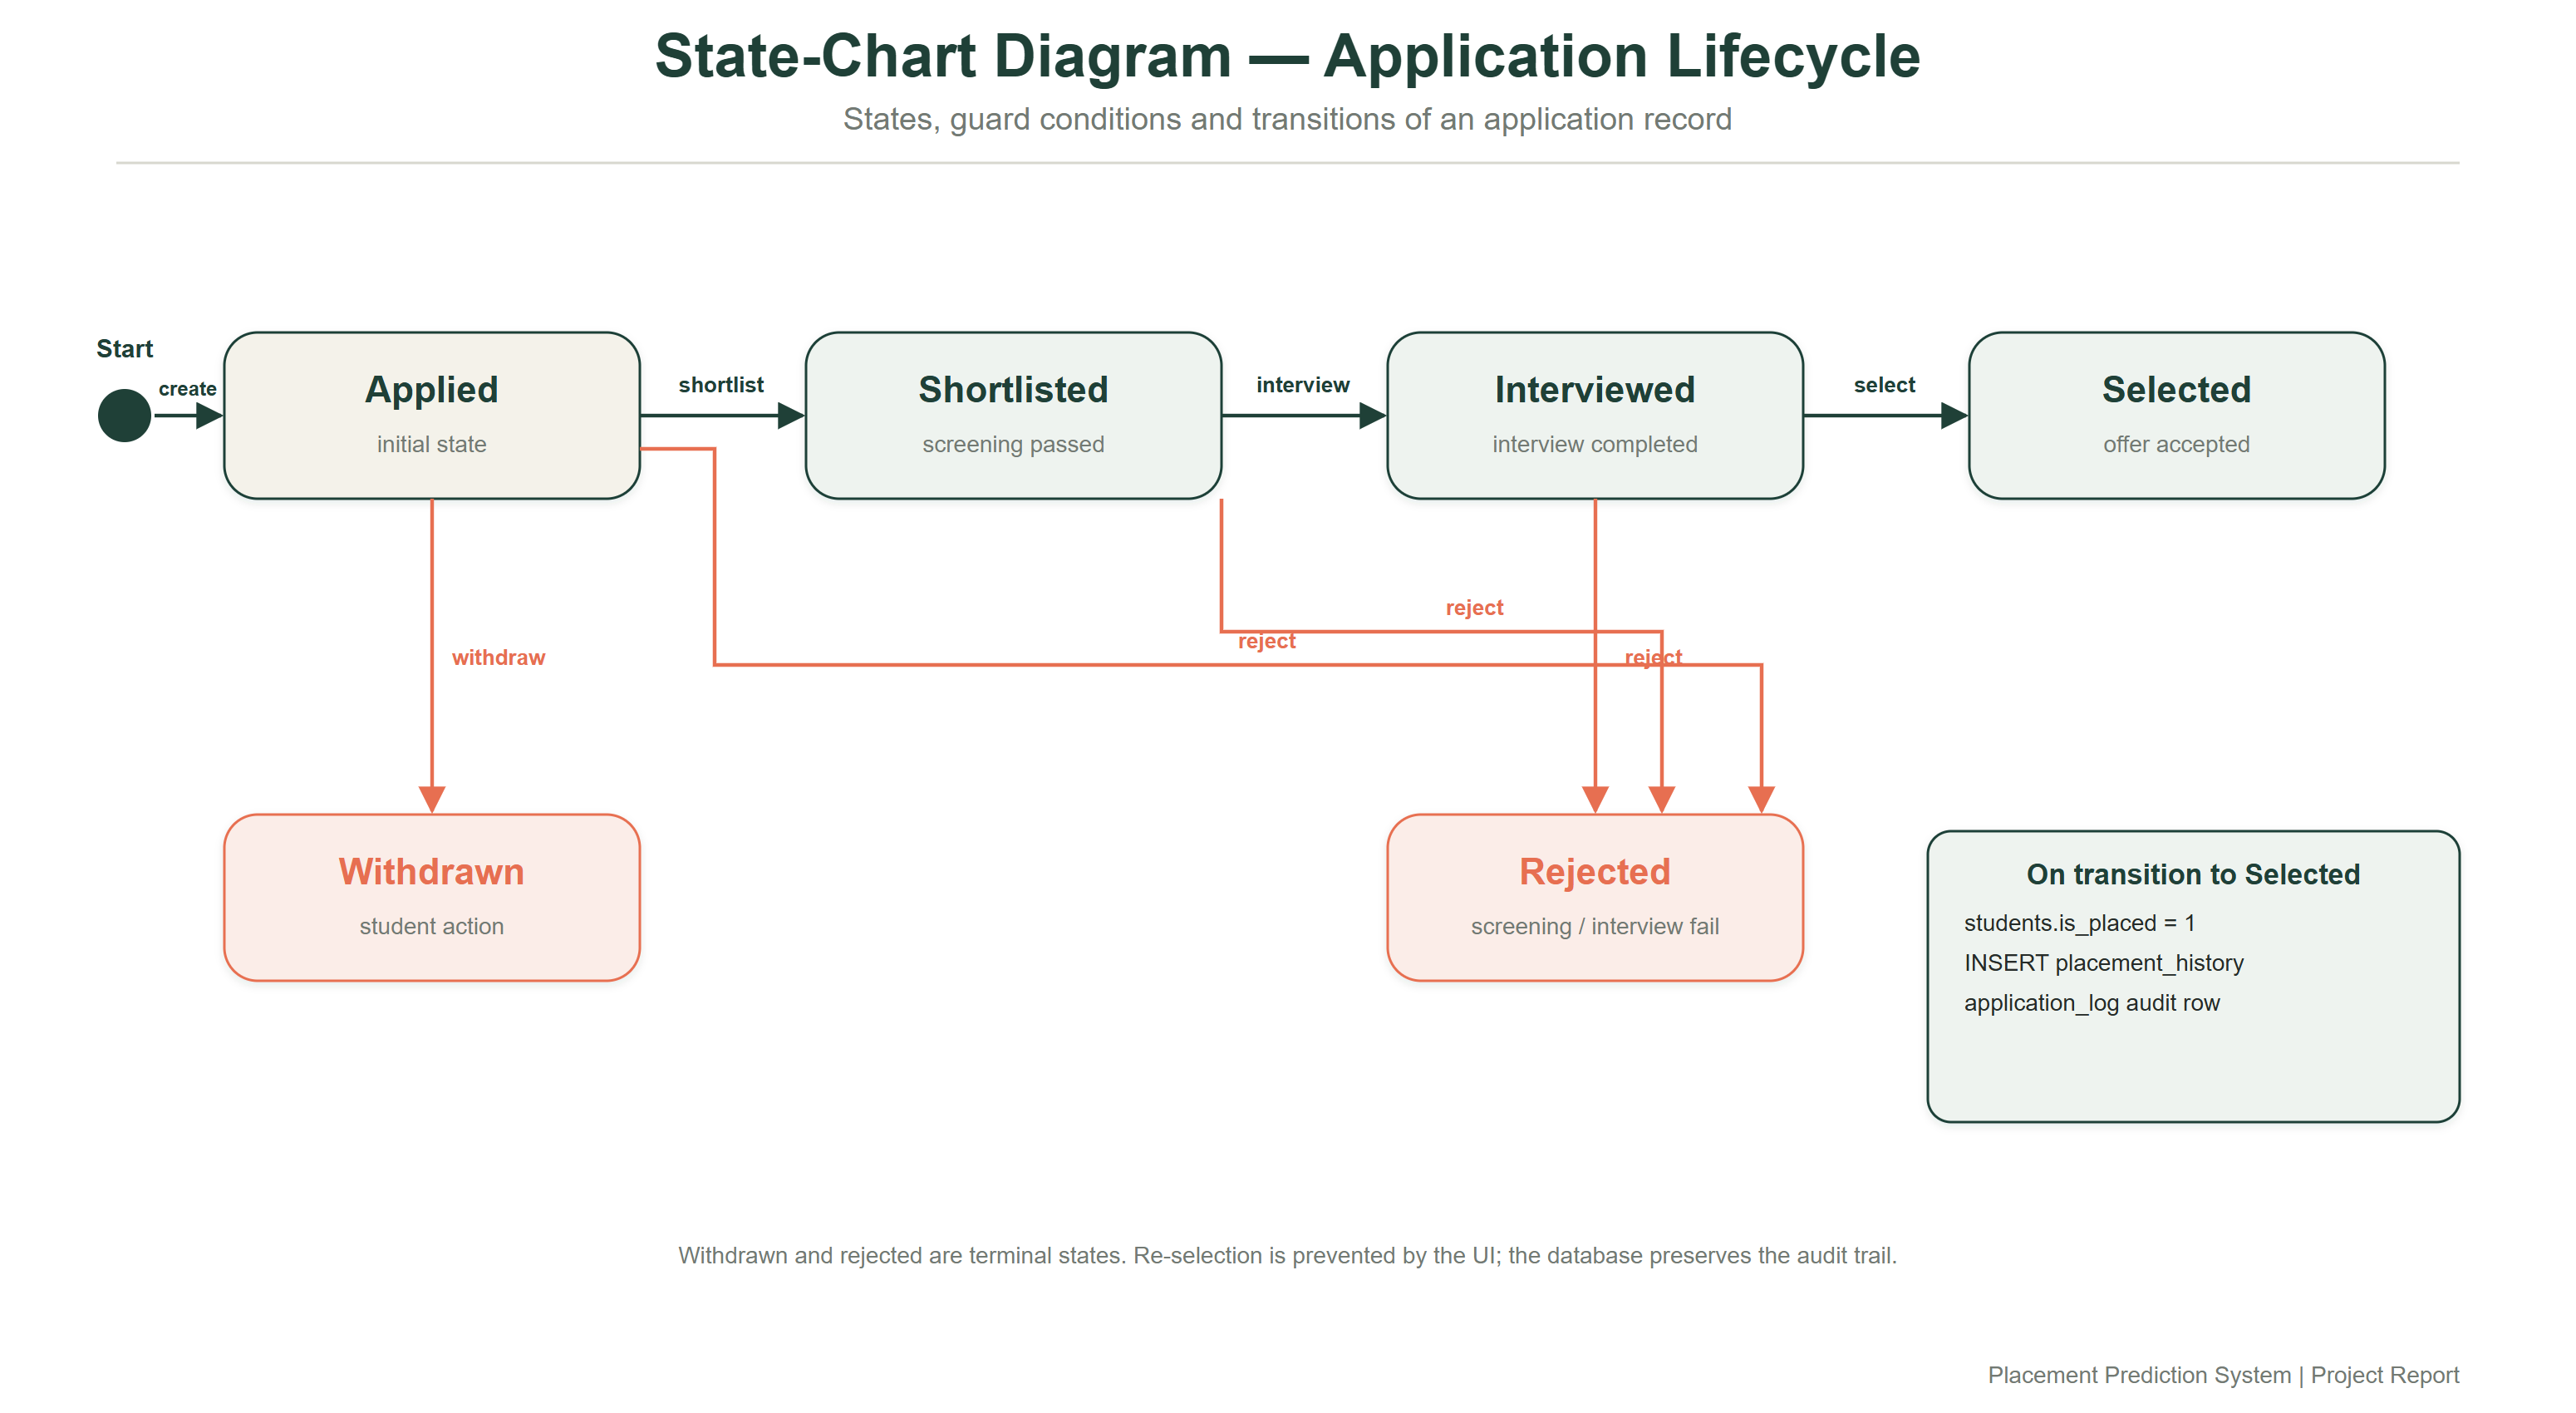 State-Chart Diagram — Application Lifecycle
States, guard conditions and transitions of an application record
Start
create
Applied
initial state
shortlist
Shortlisted
screening passed
interview
Interviewed
interview completed
select
Selected
offer accepted
reject
reject
reject
withdraw
Withdrawn
student action
Rejected
screening / interview fail
On transition to Selected
students.is_placed = 1
INSERT placement_history
application_log audit row
Withdrawn and rejected are terminal states. Re-selection is prevented by the UI; the database preserves the audit trail.
Placement Prediction System | Project Report